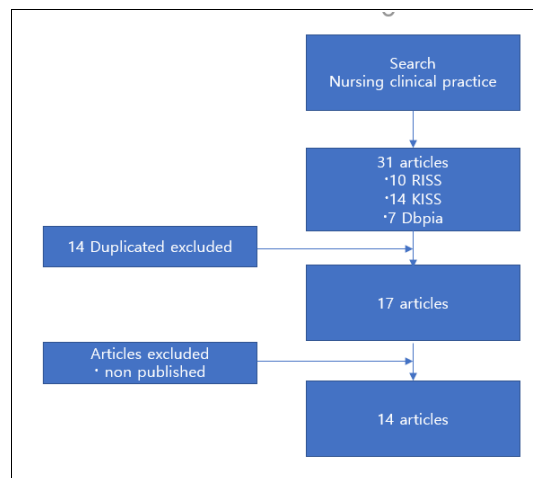 Search
Nursing clinical practice
31 articles
·10 RISS
·14 KISS
·7 Dbpia
14 Duplicated excluded
17 articles
Articles excluded
· non published
14 articles